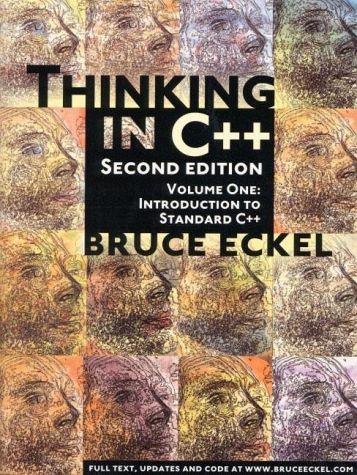 THINKING
IN C++
SECOND EDITION
VOLUME ONE:
INTRODUCTION TO
STANDARD C++
BRUCE ECKEL
FULL TEXT, UPDATES AND CODE AT WWW.BRUCEECKEL.COM